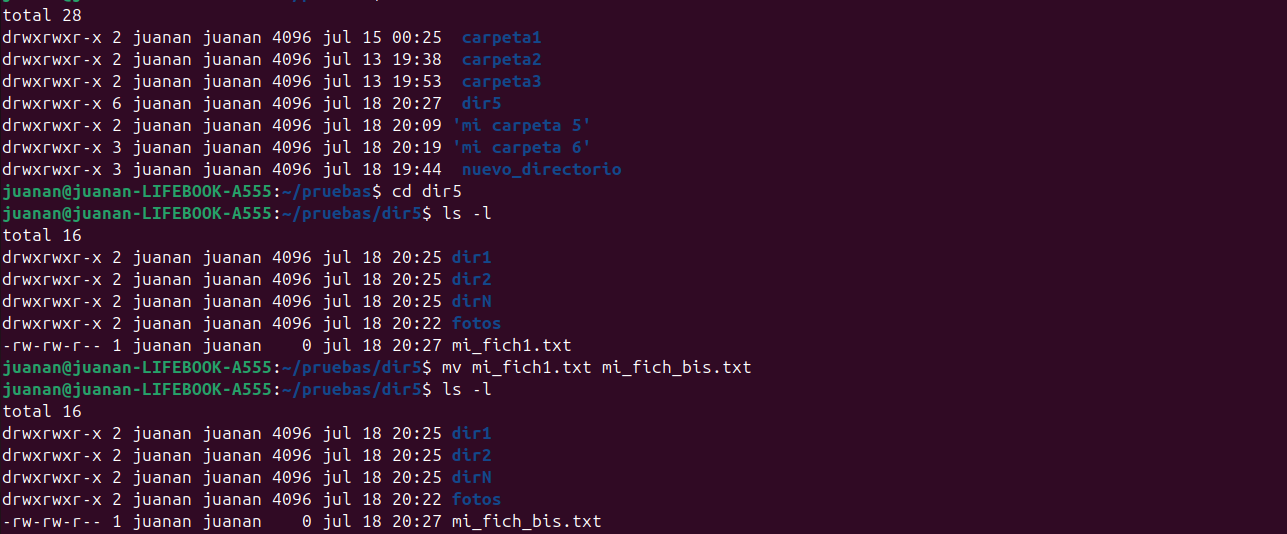 total 28
drwxrwxr-x 2 juanan juanan 4096 jul 15 00:25  carpeta1
drwxrwxr-x 2 juanan juanan 4096 jul 13 19:38  carpeta2
drwxrwxr-x 2 juanan juanan 4096 jul 13 19:53  carpeta3
drwxrwxr-x 6 juanan juanan 4096 jul 18 20:27  dir5
drwxrwxr-x 2 juanan juanan 4096 jul 18 20:09 'mi carpeta 5'
drwxrwxr-x 3 juanan juanan 4096 jul 18 20:19 'mi carpeta 6'
drwxrwxr-x 3 juanan juanan 4096 jul 18 19:44  nuevo_directorio
juanan@juanan-LIFEBOOK-A555:~/pruebas$ cd dir5
juanan@juanan-LIFEBOOK-A555:~/pruebas/dir5$ ls -l
total 16
drwxrwxr-x 2 juanan juanan 4096 jul 18 20:25 dir1
drwxrwxr-x 2 juanan juanan 4096 jul 18 20:25 dir2
drwxrwxr-x 2 juanan juanan 4096 jul 18 20:25 dirN
drwxrwxr-x 2 juanan juanan 4096 jul 18 20:22 fotos
-rw-rw-r-- 1 juanan juanan    0 jul 18 20:27 mi_fich1.txt
juanan@juanan-LIFEBOOK-A555:~/pruebas/dir5$ mv mi_fich1.txt mi_fich_bis.txt
juanan@juanan-LIFEBOOK-A555:~/pruebas/dir5$ ls -l
total 16
drwxrwxr-x 2 juanan juanan 4096 jul 18 20:25 dir1
drwxrwxr-x 2 juanan juanan 4096 jul 18 20:25 dir2
drwxrwxr-x 2 juanan juanan 4096 jul 18 20:25 dirN
drwxrwxr-x 2 juanan juanan 4096 jul 18 20:22 fotos
-rw-rw-r-- 1 juanan juanan    0 jul 18 20:27 mi_fich_bis.txt